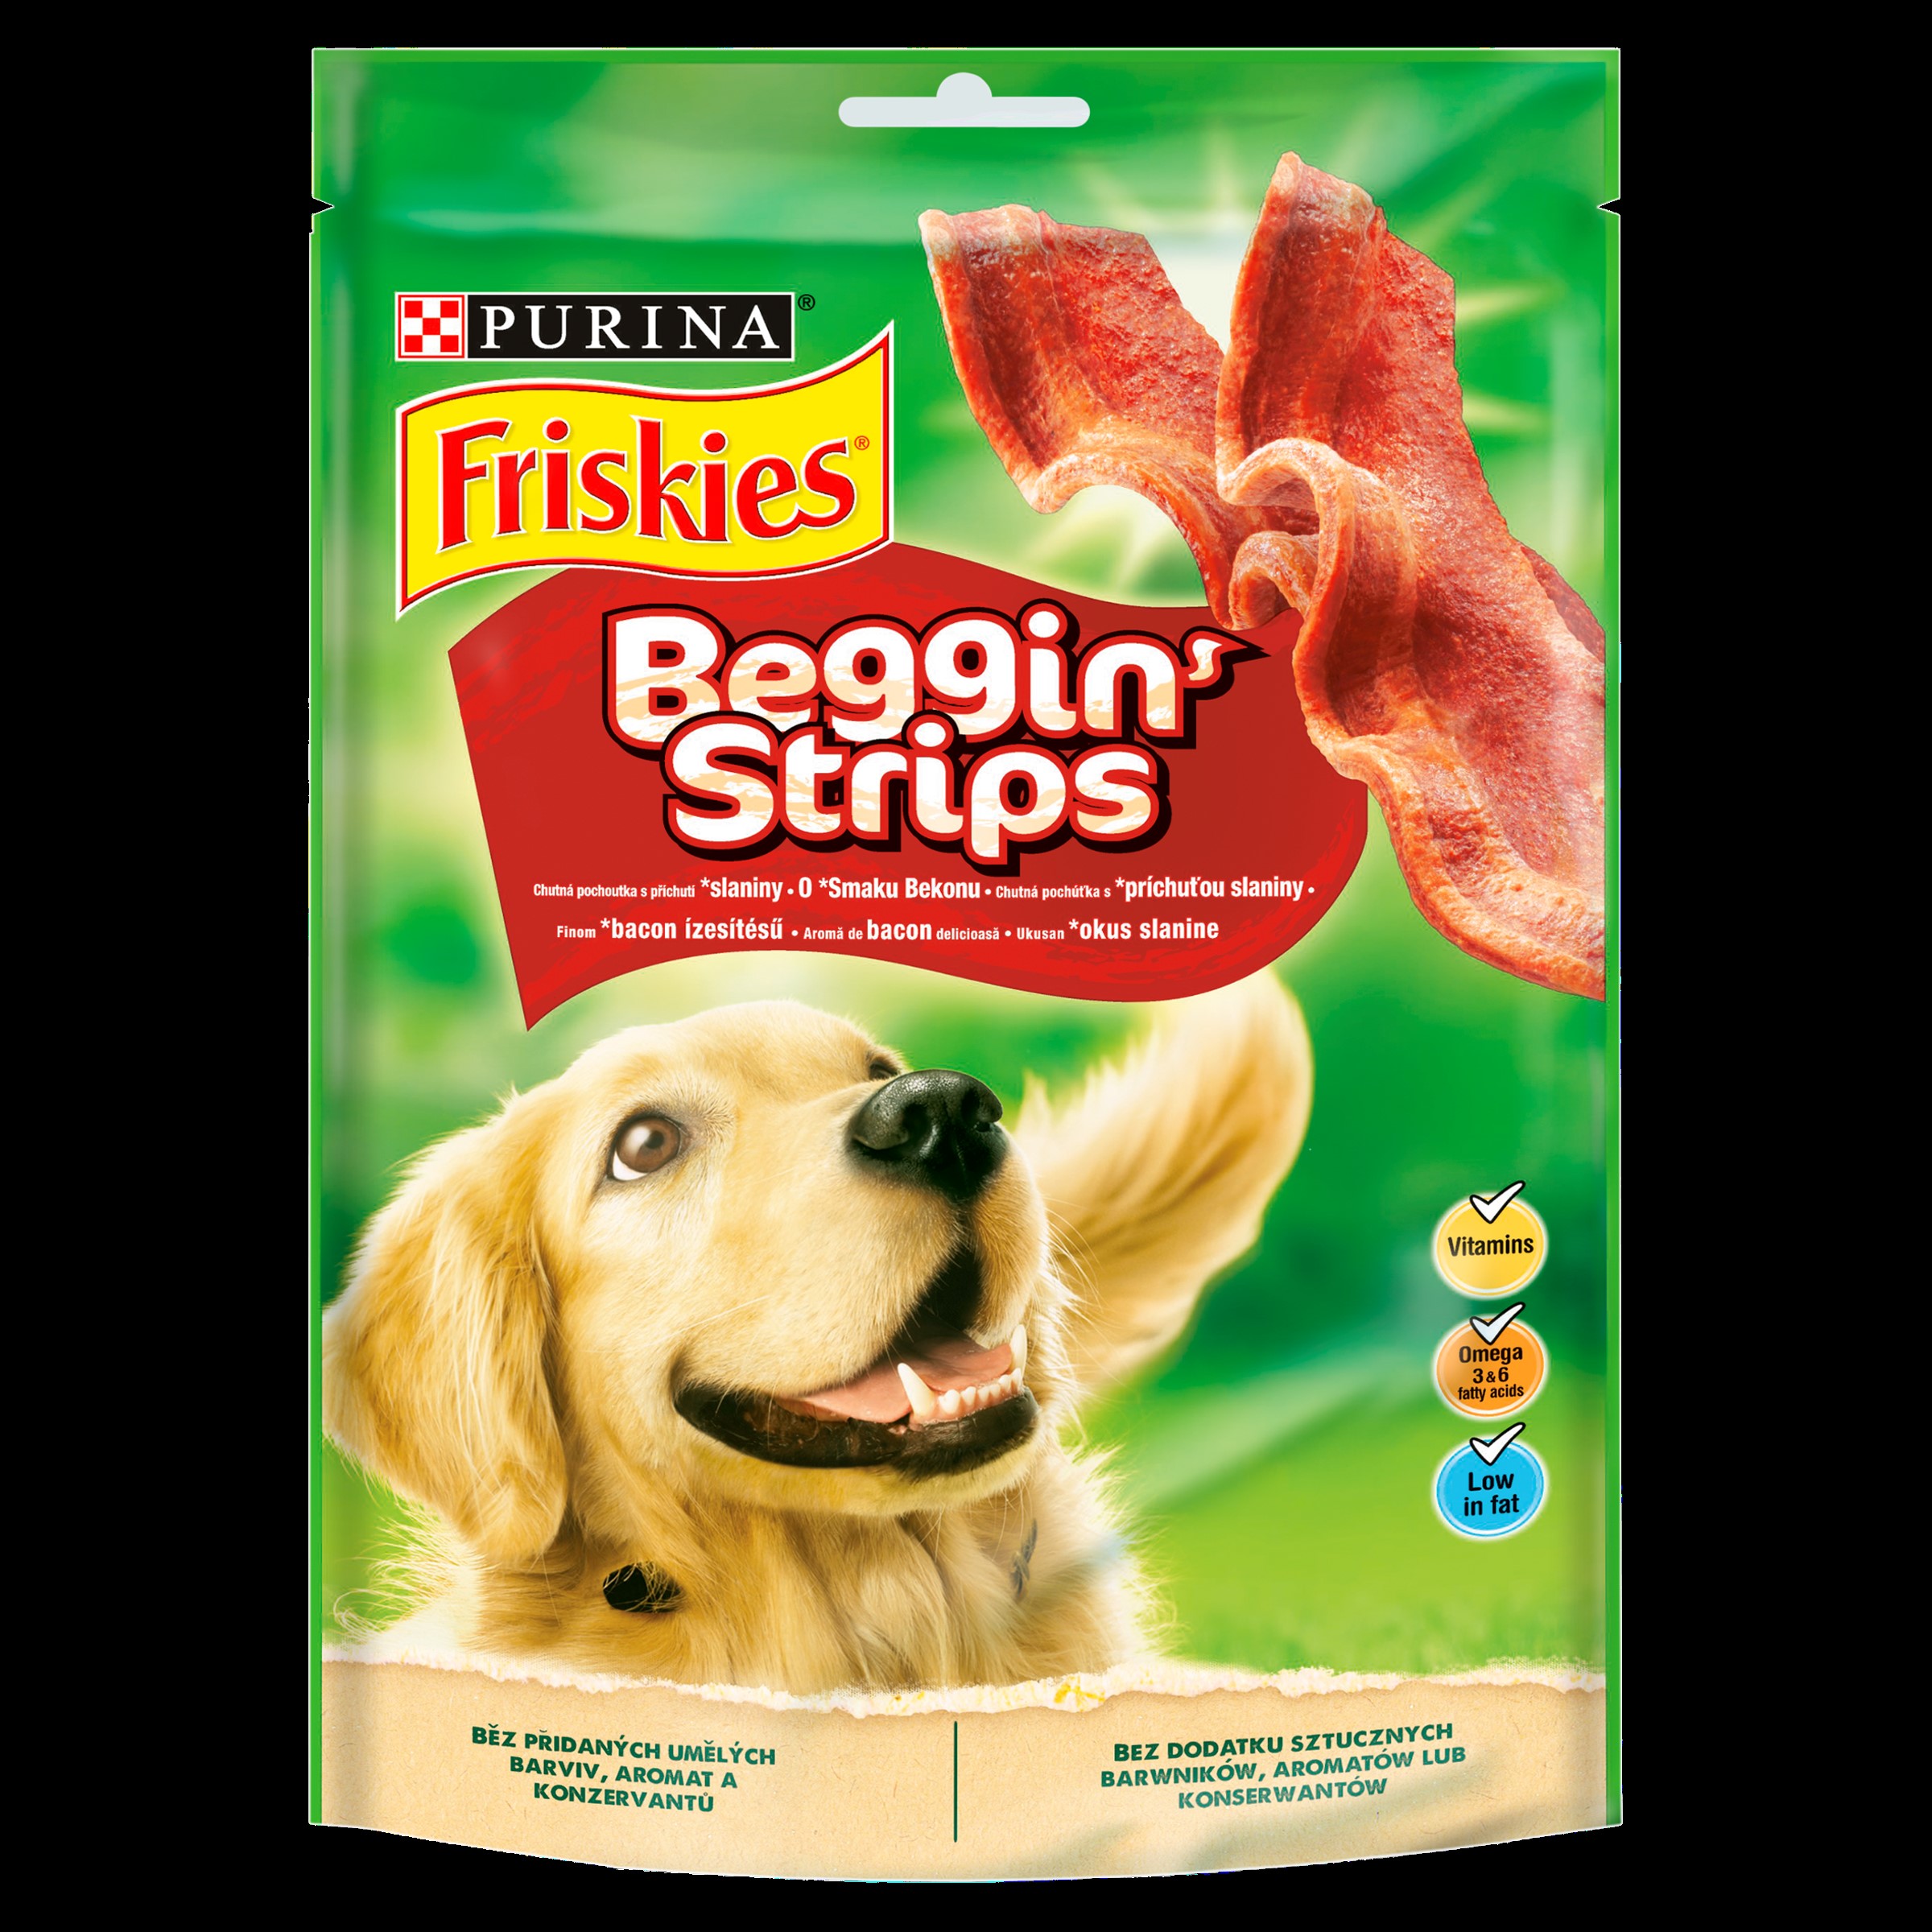 PURINA®
Friskies®
Beggin'
Strips
Chutná pochoutka s příchutí *slaniny • O *Smaku Bekonu • Chutná pochúťka s *príchuťou slaniny •
Finom *bacon ízesítésű • Aromă de bacon delicioasă • Ukusan *okus slanine
Vitamins
Omega
3 & 6
fatty acids
Low
in fat
BĚZ PŘIDANÝCH UMĚLÝCH
BARVIV, AROMAT A
KONZERVANTŮ
BEZ DODATKU SZTUCZNYCH
BARWNIKÓW, AROMATÓW LUB
KONSERWANTÓW